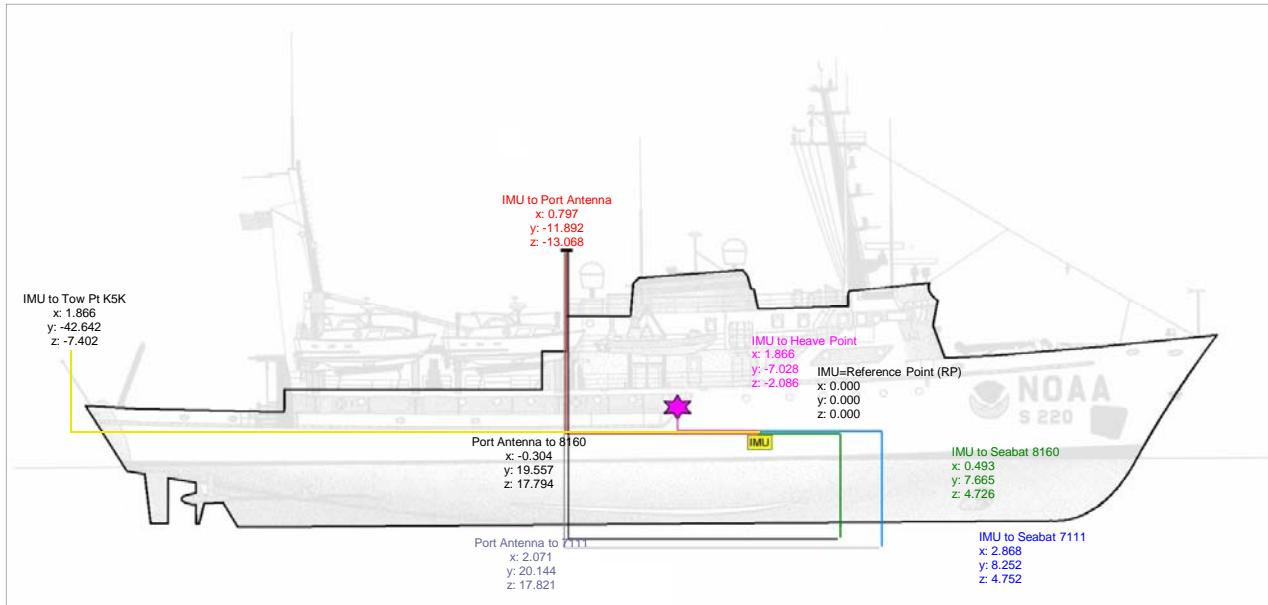 IMU to Port Antenna
x: 0.797
y: -11.892
z: -13.068
IMU to Tow Pt K5K
x: 1.866
y: -42.642
z: -7.402
IMU to Heave Point
x: 1.866
y: -7.028
z: -2.086
IMU=Reference Point (RP)
x: 0.000
y: 0.000
z: 0.000
NOAA
S 220
IMU
Port Antenna to 8160
x: -0.304
y: 19.557
z: 17.794
IMU to Seabat 8160
x: 0.493
y: 7.665
z: 4.726
Port Antenna to 7111
x: 2.071
y: 20.144
z: 17.821
IMU to Seabat 7111
x: 2.868
y: 8.252
z: 4.752